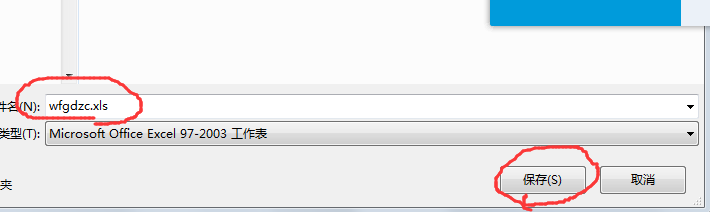 件名(N): wfgdzc.xls
类型(T): Microsoft Office Excel 97-2003 工作表
夹 保存(S) 取消